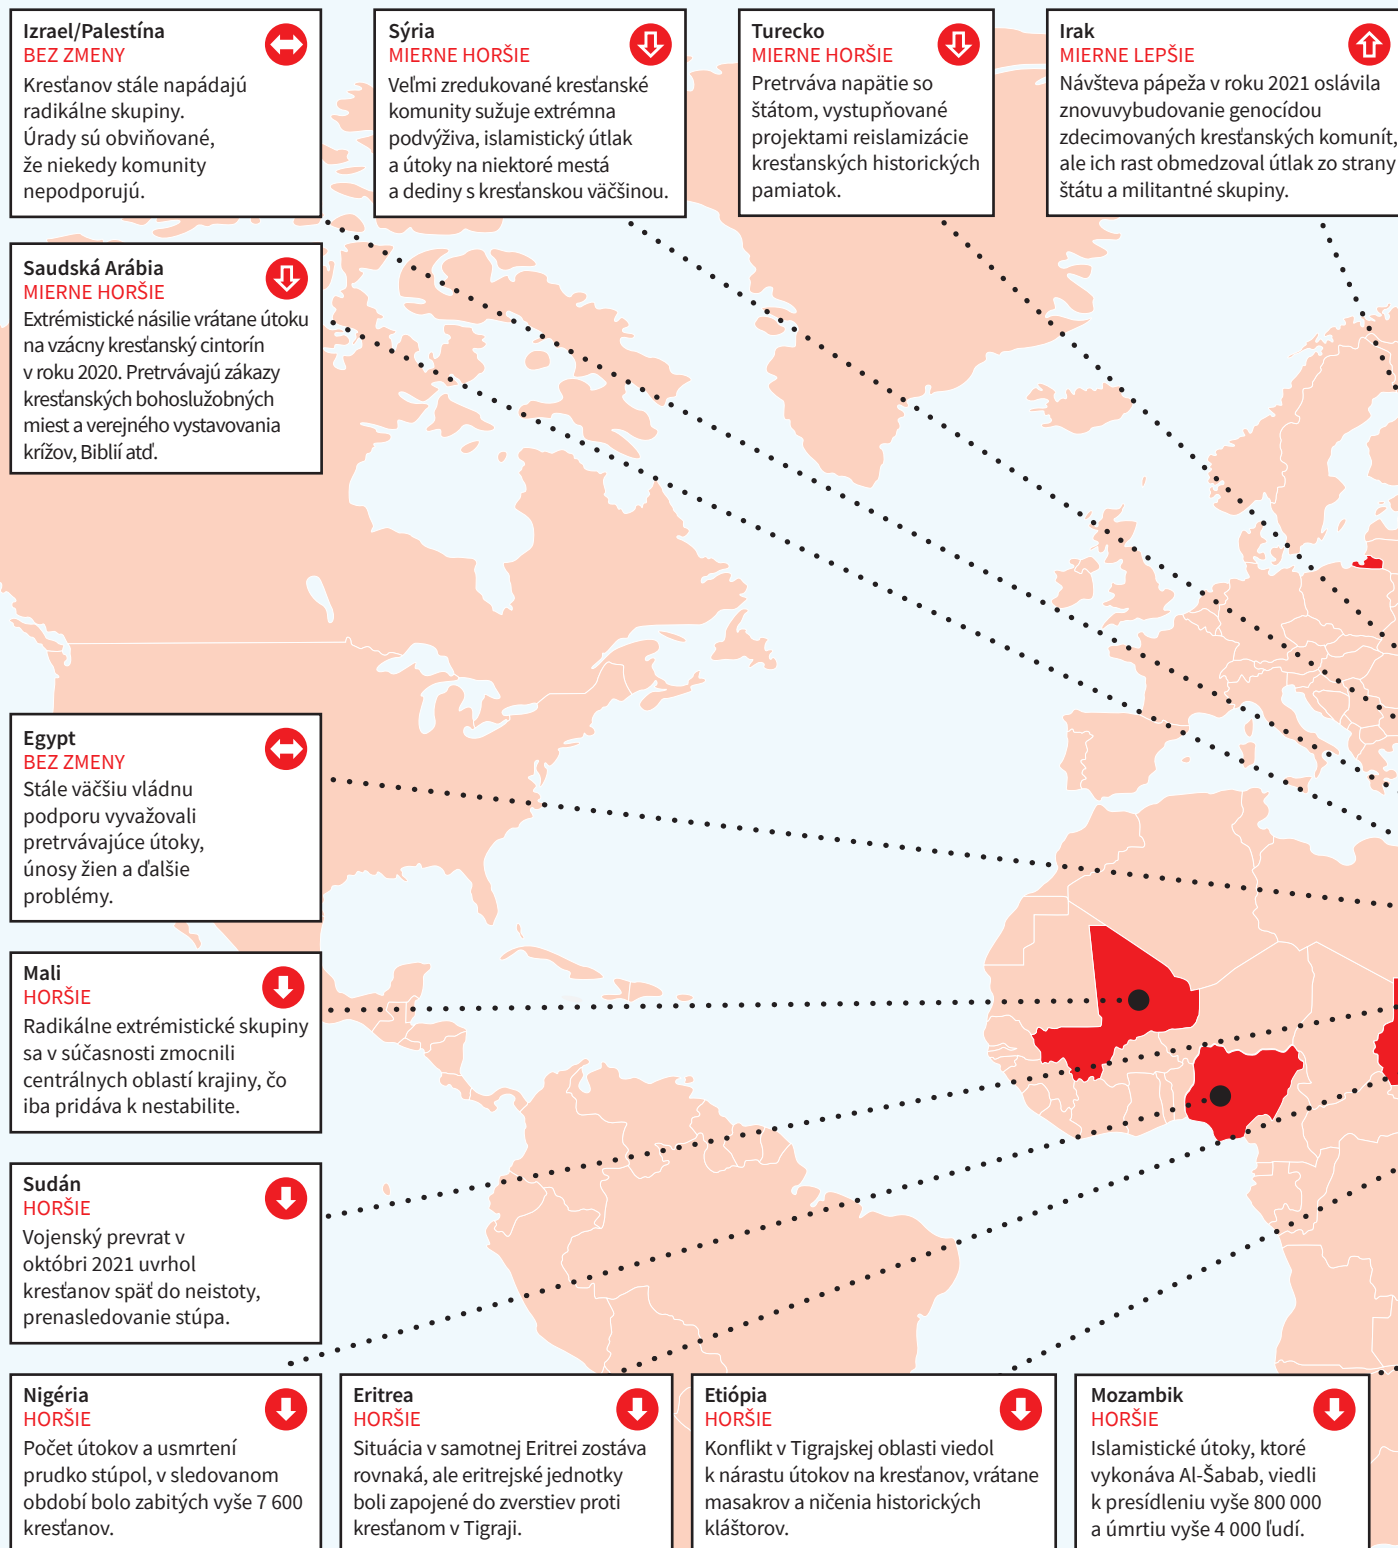 Izrael/Palestína
BEZ ZMENY
Kresťanov stále napádajú
radikálne skupiny.
Úrady sú obviňované,
že niekedy komunity
nepodporujú.
Sýria
MIERNE HORŠIE
Veľmi zredukované kresťanské
komunity sužuje extrémna
podvýživa, islamistický útlak
a útoky na niektoré mestá
a dediny s kresťanskou väčšinou.
Turecko
MIERNE HORŠIE
Pretrváva napätie so
štátom, vystupňované
projektami reislamizácie
kresťanských historických
pamiatok.
Irak
MIERNE LEPŠIE
Návšteva pápeža v roku 2021 oslávila
znovuvybudovanie genocídou
zdecimovaných kresťanských komunít,
ale ich rast obmedzoval útlak zo strany
štátu a militantné skupiny.
Saudská Arábia
MIERNE HORŠIE
Extrémistické násilie vrátane útoku
na vzácny kresťanský cintorín
v roku 2020. Pretrvávajú zákazy
kresťanských bohoslužobných
miest a verejného vystavovania
krížov, Biblií atď.
Egypt
BEZ ZMENY
Stále väčšiu vládnu
podporu vyvažovali
pretrvávajúce útoky,
únosy žien a ďalšie
problémy.
Mali
HORŠIE
Radikálne extrémistické skupiny
sa v súčasnosti zmocnili
centrálnych oblastí krajiny, čo
iba pridáva k nestabilite.
Sudán
HORŠIE
Vojenský prevrat v
októbri 2021 uvrhol
kresťanov späť do neistoty,
prenasledovanie stúpa.
Nigéria
HORŠIE
Počet útokov a usmrtení
prudko stúpol, v sledovanom
období bolo zabitých vyše 7 600
kresťanov.
Eritrea
HORŠIE
Situácia v samotnej Eritrei zostáva
rovnaká, ale eritrejské jednotky
boli zapojené do zverstiev proti
kresťanom v Tigraji.
Etiópia
HORŠIE
Konflikt v Tigrajskej oblasti viedol
k nárastu útokov na kresťanov, vrátane
masakrov a ničenia historických
kláštorov.
Mozambik
HORŠIE
Islamistické útoky, ktoré
vykonáva Al-Šabab, viedli
k presídleniu vyše 800 000
a úmrtiu vyše 4 000 ľudí.